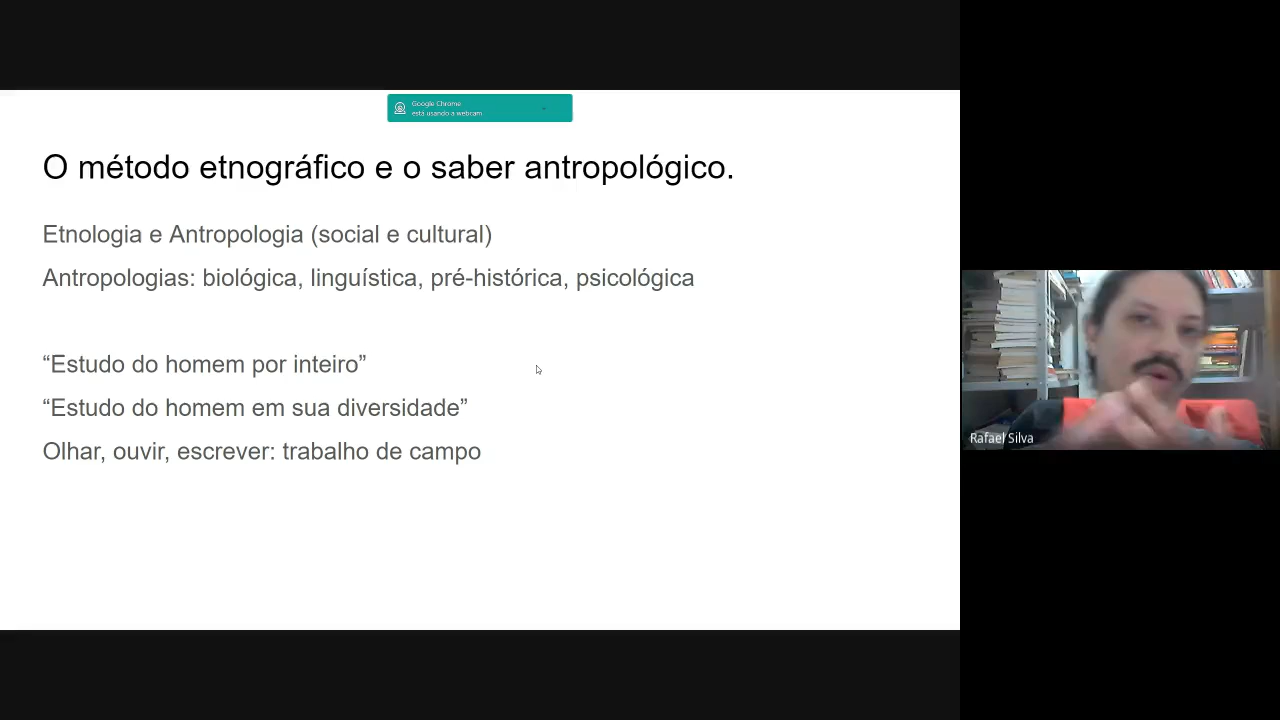 Google Chrome
está usando a webcam
O método etnográfico e o saber antropológico.
Etnologia e Antropologia (social e cultural)
Antropologias: biológica, linguística, pré-histórica, psicológica
“Estudo do homem por inteiro”
“Estudo do homem em sua diversidade”
Olhar, ouvir, escrever: trabalho de campo
Rafael Silva